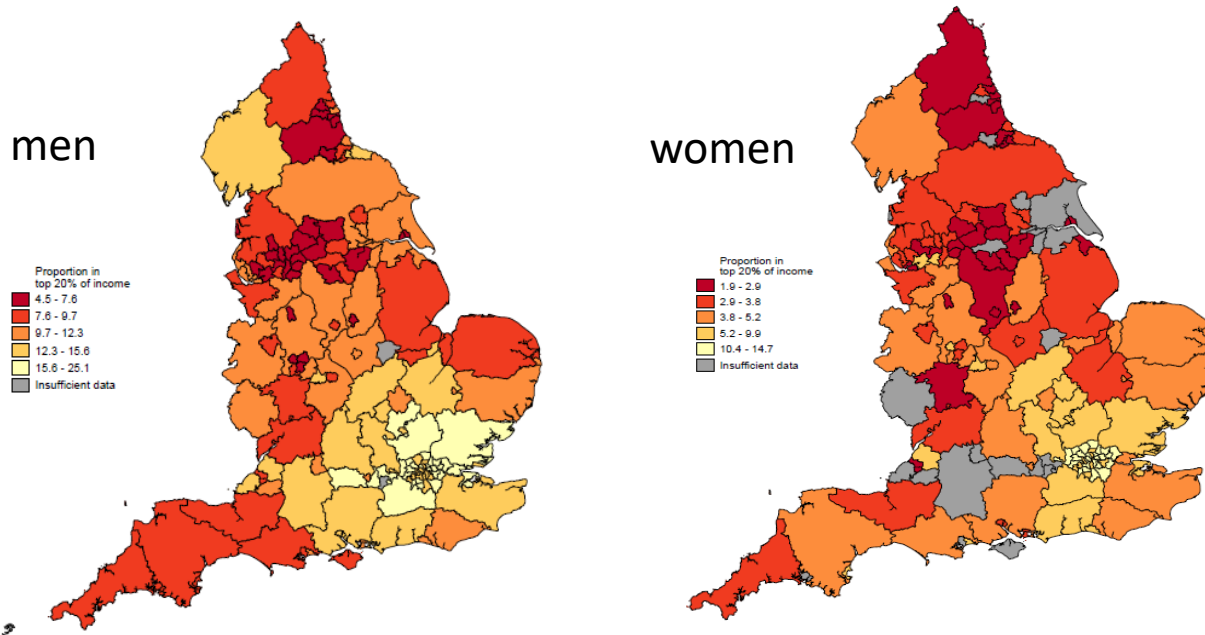 men
Proportion in
top 20% of income
4.5 - 7.6
7.6 - 9.7
9.7 - 12.3
12.3 - 15.6
15.6 - 25.1
Insufficient data
women
Proportion in
top 20% of income
1.9 - 2.9
2.9 - 3.8
3.8 - 5.2
5.2 - 9.9
10.4 - 14.7
Insufficient data